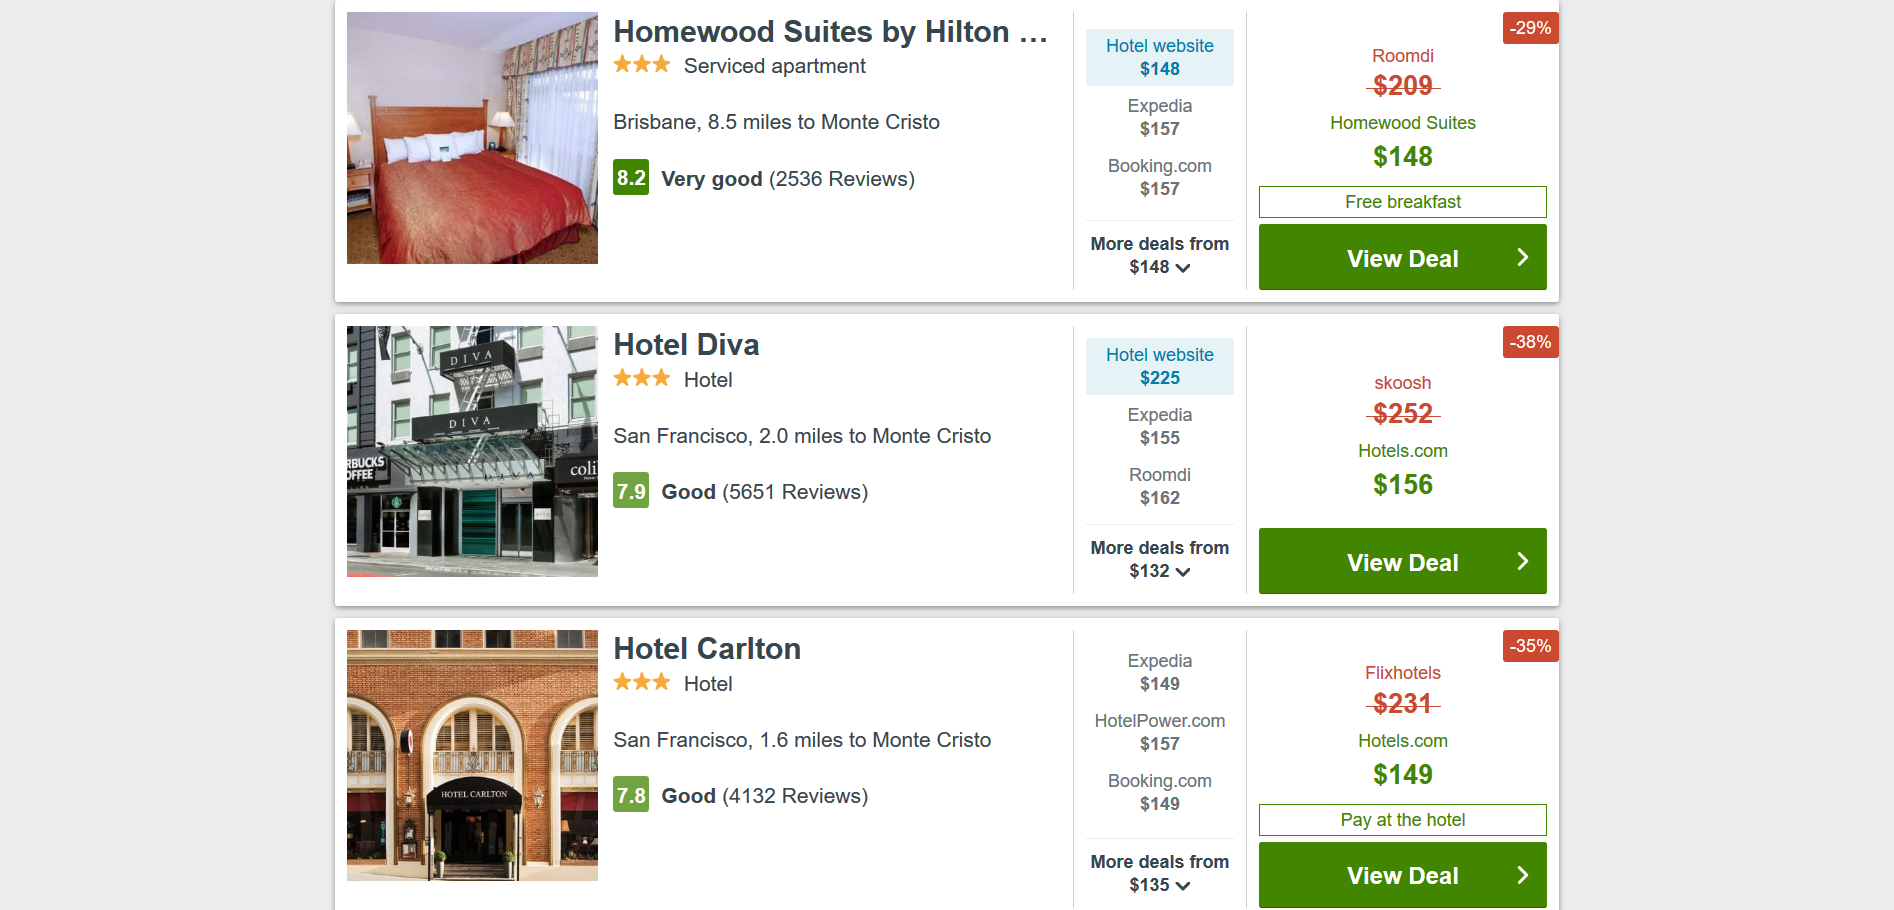 Homewood Suites by Hilton …
Serviced apartment
Brisbane, 8.5 miles to Monte Cristo
8.2 Very good (2536 Reviews)
Hotel website
$148
Expedia
$157
Booking.com
$157
More deals from
$148
-29%
Roomdi
$209
Homewood Suites
$148
Free breakfast
View Deal
DIVA
DIVA
DIVA
RBUCKS
OFFEE
coli
Hotel Diva
Hotel
San Francisco, 2.0 miles to Monte Cristo
7.9 Good (5651 Reviews)
Hotel website
$225
Expedia
$155
Roomdi
$162
More deals from
$132
-38%
skoosh
$252
Hotels.com
$156
View Deal
HOTEL CARLTON
Hotel Carlton
Hotel
San Francisco, 1.6 miles to Monte Cristo
7.8 Good (4132 Reviews)
Expedia
$149
HotelPower.com
$157
Booking.com
$149
More deals from
$135
-35%
Flixhotels
$231
Hotels.com
$149
Pay at the hotel
View Deal